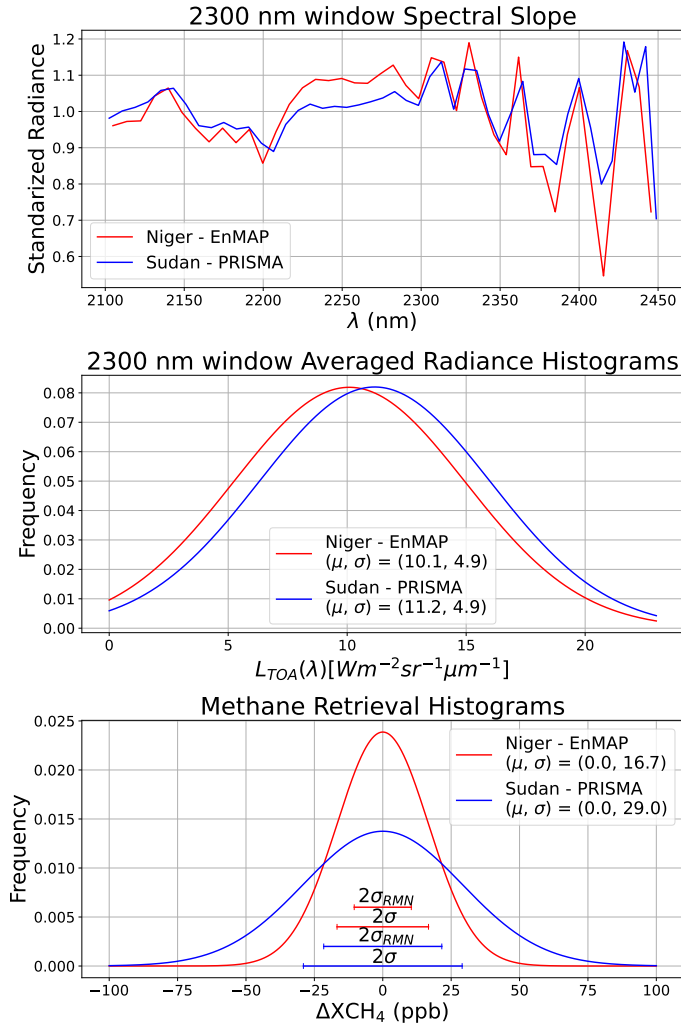 2300 nm window Spectral Slope
Standarized Radiance
1.2
1.1
1.0
0.9
0.8
0.7
0.6
Niger - EnMAP
Sudan - PRISMA
2100 2150 2200 2250 2300 2350 2400 2450
λ (nm)
2300 nm window Averaged Radiance Histograms
Frequency
0.08
0.07
0.06
0.05
0.04
0.03
0.02
0.01
0.00
Niger - EnMAP
(μ, σ) = (10.1, 4.9)
Sudan - PRISMA
(μ, σ) = (11.2, 4.9)
0 5 10 15 20
L_{TOA}(λ)[Wm⁻²sr⁻¹μm⁻¹]
Methane Retrieval Histograms
Frequency
0.025
0.020
0.015
0.010
0.005
0.000
Niger - EnMAP
(μ, σ) = (0.0, 16.7)
Sudan - PRISMA
(μ, σ) = (0.0, 29.0)
2σ_{RMN}
2σ
2σ_{RMN}
2σ
−100 −75 −50 −25 0 25 50 75 100
ΔXCH₄ (ppb)